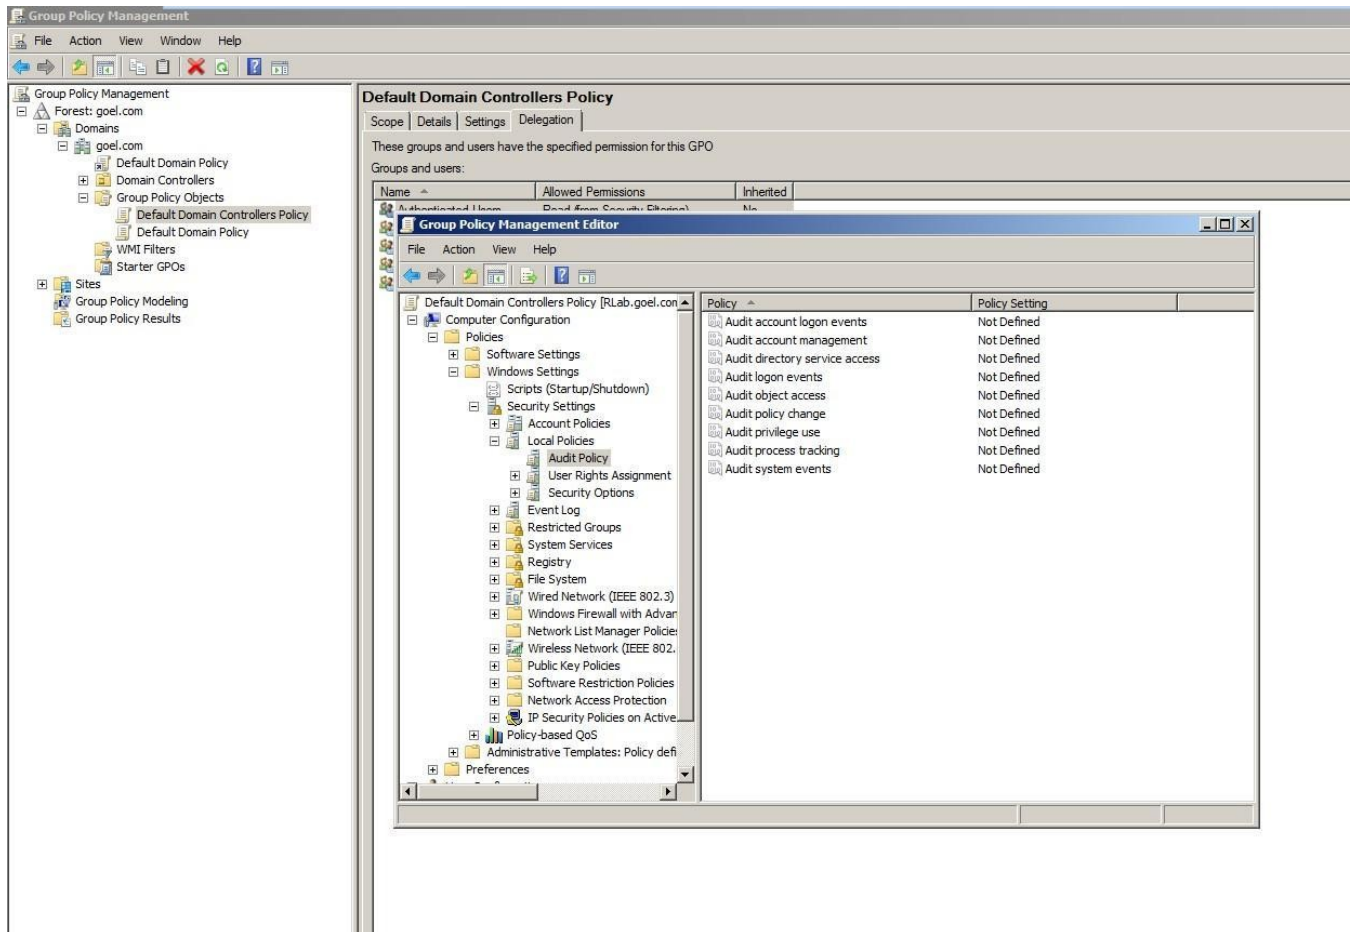 Group Policy Management
File Action View Window Help
Group Policy Management
Forest: goel.com
Domains
goel.com
Default Domain Policy
Domain Controllers
Group Policy Objects
Default Domain Controllers Policy
Default Domain Policy
WMI Filters
Starter GPOs
Sites
Group Policy Modeling
Group Policy Results
Default Domain Controllers Policy
Scope Details Settings Delegation
These groups and users have the specified permission for this GPO
Groups and users:
Name Allowed Permissions Inherited
Authenticated Users Read (from Security Filtering) No
Group Policy Management Editor
File Action View Help
Default Domain Controllers Policy [RLab.goel.con
Computer Configuration
Policies
Software Settings
Windows Settings
Scripts (Startup/Shutdown)
Security Settings
Account Policies
Local Policies
Audit Policy
User Rights Assignment
Security Options
Event Log
Restricted Groups
System Services
Registry
File System
Wired Network (IEEE 802.3)
Windows Firewall with Advan
Network List Manager Policies
Wireless Network (IEEE 802.
Public Key Policies
Software Restriction Policies
Network Access Protection
IP Security Policies on Active
Policy-based QoS
Administrative Templates: Policy defi
Preferences
Policy Policy Setting
Audit account logon events Not Defined
Audit account management Not Defined
Audit directory service access Not Defined
Audit logon events Not Defined
Audit object access Not Defined
Audit policy change Not Defined
Audit privilege use Not Defined
Audit process tracking Not Defined
Audit system events Not Defined